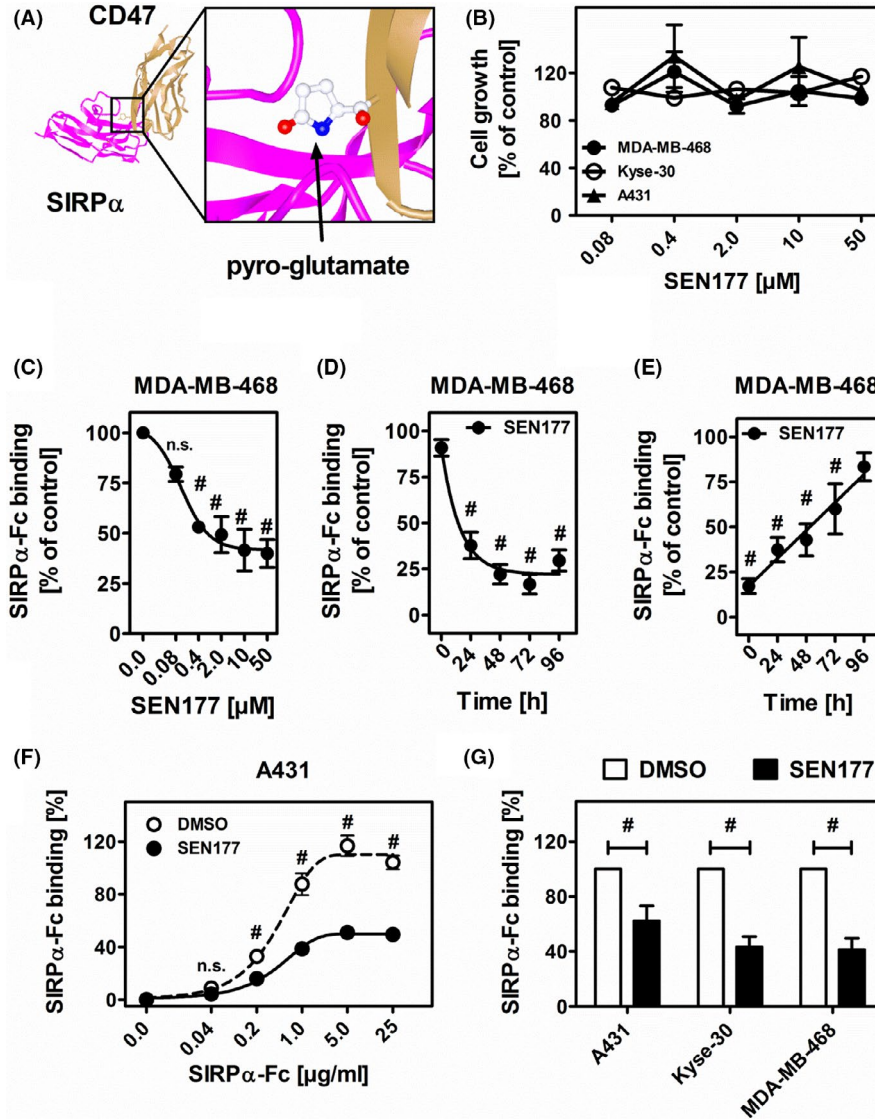 (A)
CD47
SIRPα
pyro-glutamate
(B)
Cell growth
[% of control]
120
80
40
0
MDA-MB-468
Kyse-30
A431
0.08
0.4
2.0
10
50
SEN177 [µM]
(C)
MDA-MB-468
SIRPα-Fc binding
[% of control]
100
75
50
25
0
n.s.
#
#
#
#
0.0
0.08
0.4
2.0
10
50
SEN177 [µM]
(D)
MDA-MB-468
SIRPα-Fc binding
[% of control]
100
75
50
25
0
SEN177
#
#
#
#
0
24
48
72
96
Time [h]
(E)
MDA-MB-468
SIRPα-Fc binding
[% of control]
100
75
50
25
0
SEN177
#
#
#
#
0
24
48
72
96
Time [h]
(F)
A431
SIRPα-Fc binding [%]
120
80
40
0
DMSO
SEN177
n.s.
#
#
#
#
0.0
0.04
0.2
1.0
5.0
25
SIRPα-Fc [µg/ml]
(G)
DMSO
SEN177
SIRPα-Fc binding [%]
120
80
40
0
#
#
#
A431
Kyse-30
MDA-MB-468